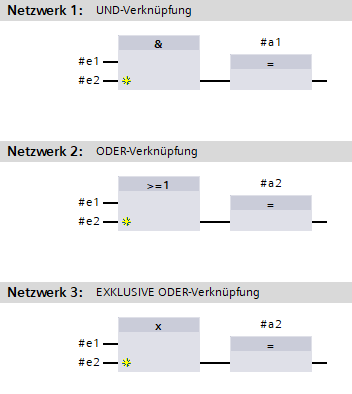 Netzwerk 1: UND-Verknüpfung
& #a1
#e1 =
#e2
Netzwerk 2: ODER-Verknüpfung
>=1 #a2
#e1 =
#e2
Netzwerk 3: EXKLUSIVE ODER-Verknüpfung
x #a2
#e1 =
#e2